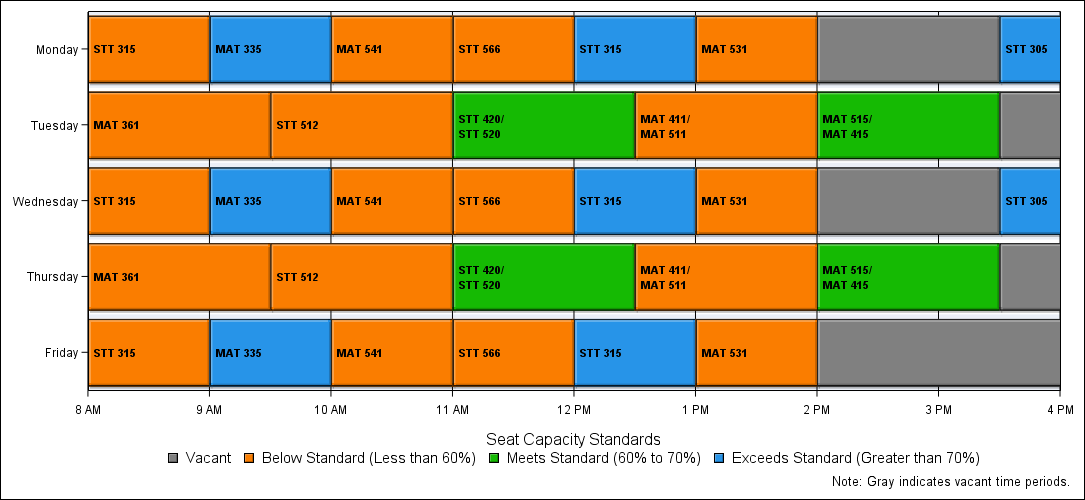 Monday
STT 315
MAT 335
MAT 541
STT 566
STT 315
MAT 531
STT 305
Tuesday
MAT 361
STT 512
STT 420/
STT 520
MAT 411/
MAT 511
MAT 515/
MAT 415
Wednesday
STT 315
MAT 335
MAT 541
STT 566
STT 315
MAT 531
STT 305
Thursday
MAT 361
STT 512
STT 420/
STT 520
MAT 411/
MAT 511
MAT 515/
MAT 415
Friday
STT 315
MAT 335
MAT 541
STT 566
STT 315
MAT 531
8 AM 9 AM 10 AM 11 AM 12 PM 1 PM 2 PM 3 PM 4 PM
Seat Capacity Standards
Vacant Below Standard (Less than 60%) Meets Standard (60% to 70%) Exceeds Standard (Greater than 70%)
Note: Gray indicates vacant time periods.